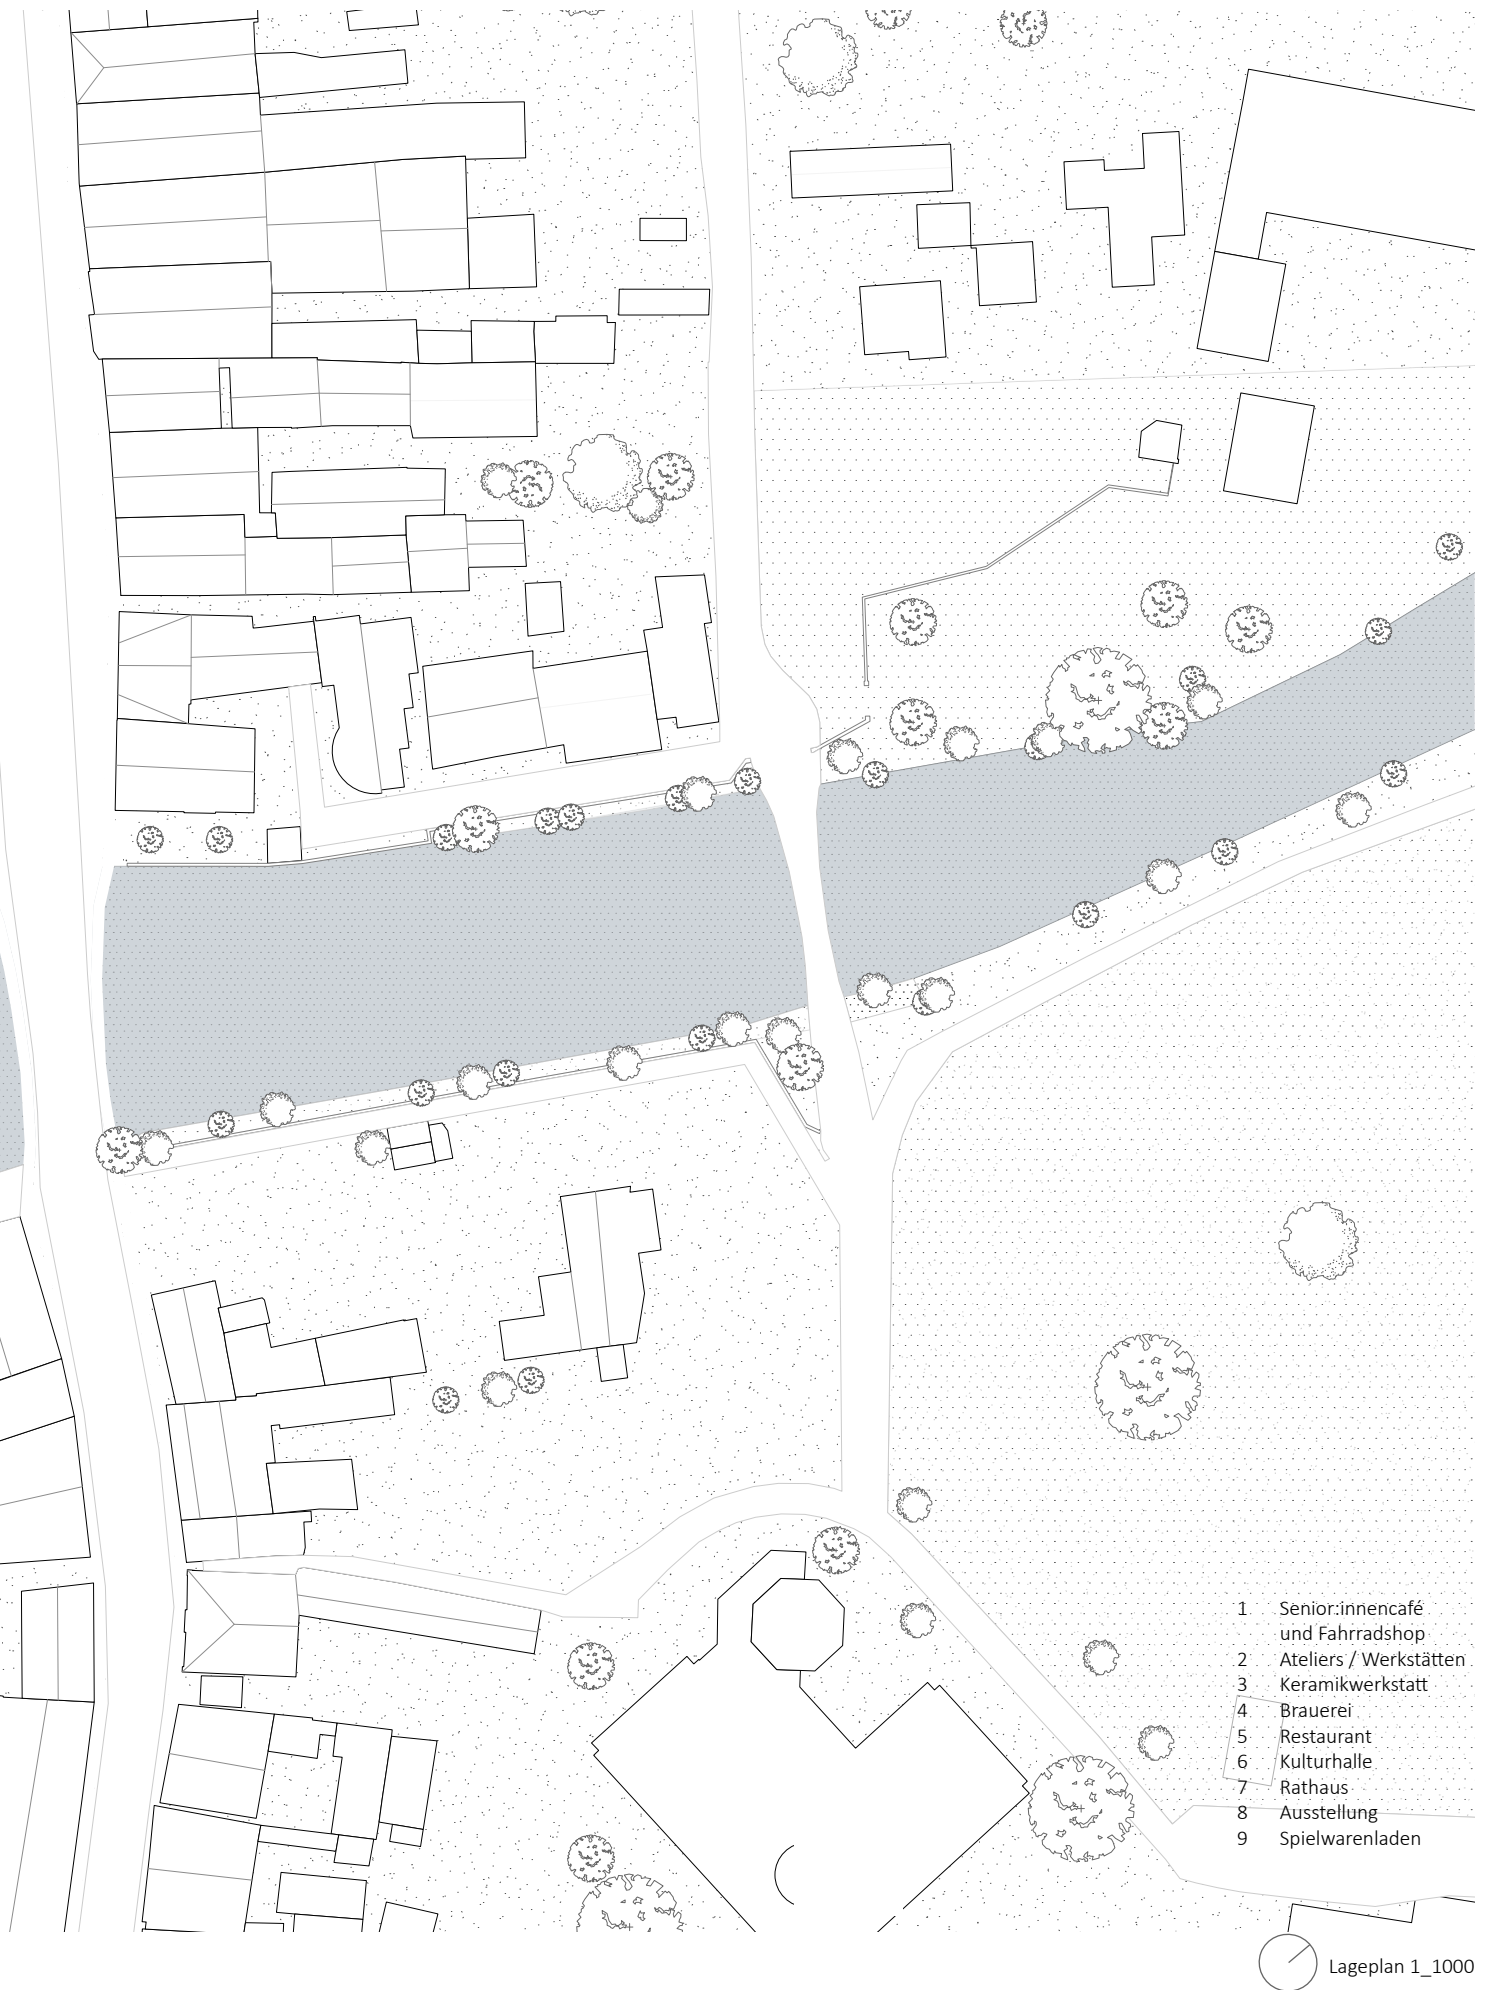 1 Senior:innencafé
und Fahrradshop
2 Ateliers / Werkstätten
3 Keramikwerkstatt
4 Brauerei
5 Restaurant
6 Kulturhalle
7 Rathaus
8 Ausstellung
9 Spielwarenladen
Lageplan 1_1000